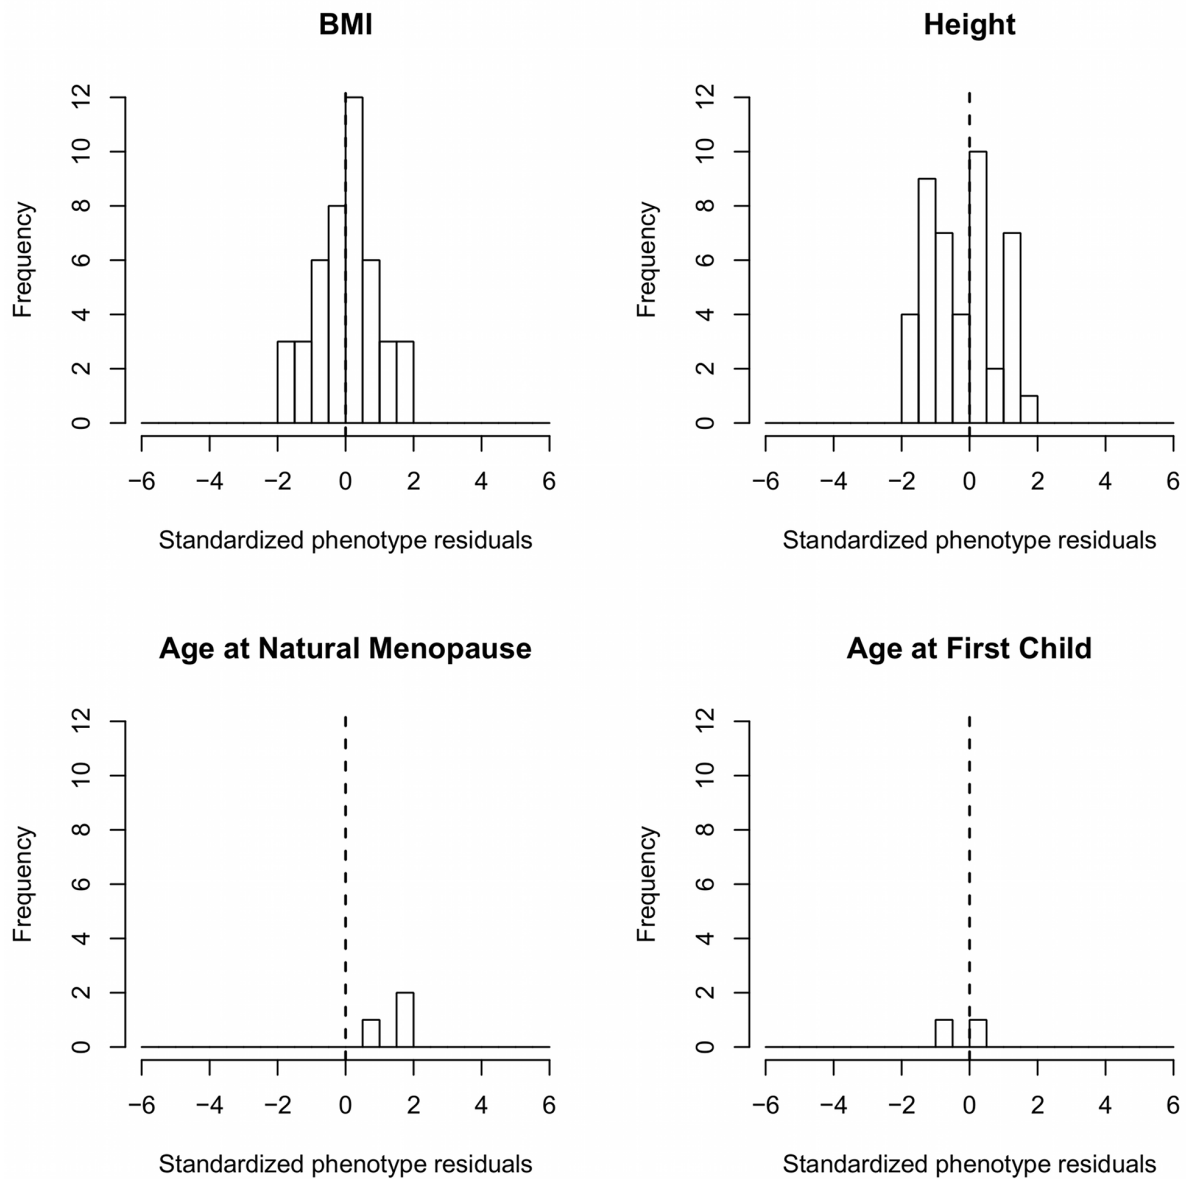 BMI
Height
Frequency
0 2 4 6 8 10 12
−6 −4 −2 0 2 4 6
Standardized phenotype residuals
Frequency
0 2 4 6 8 10 12
−6 −4 −2 0 2 4 6
Standardized phenotype residuals
Age at Natural Menopause
Age at First Child
Frequency
0 2 4 6 8 10 12
−6 −4 −2 0 2 4 6
Standardized phenotype residuals
Frequency
0 2 4 6 8 10 12
−6 −4 −2 0 2 4 6
Standardized phenotype residuals